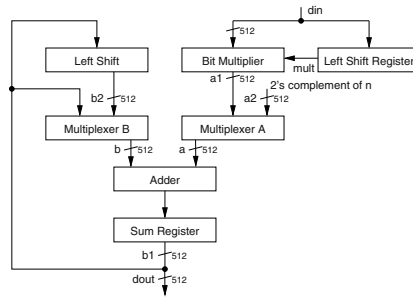 din
512
Left Shift
Bit Multiplier
mult
Left Shift Register
a1
512
2's complement of n
b2
512
a2
512
Multiplexer B
Multiplexer A
b
512
a
512
Adder
Sum Register
b1
512
dout
512